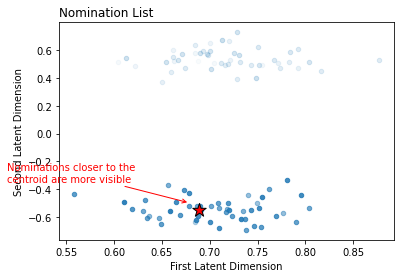 Nomination List
Second Latent Dimension
0.6
0.4
0.2
0.0
−0.2
−0.4
−0.6
Nominations closer to the
centroid are more visible
0.55 0.60 0.65 0.70 0.75 0.80 0.85
First Latent Dimension